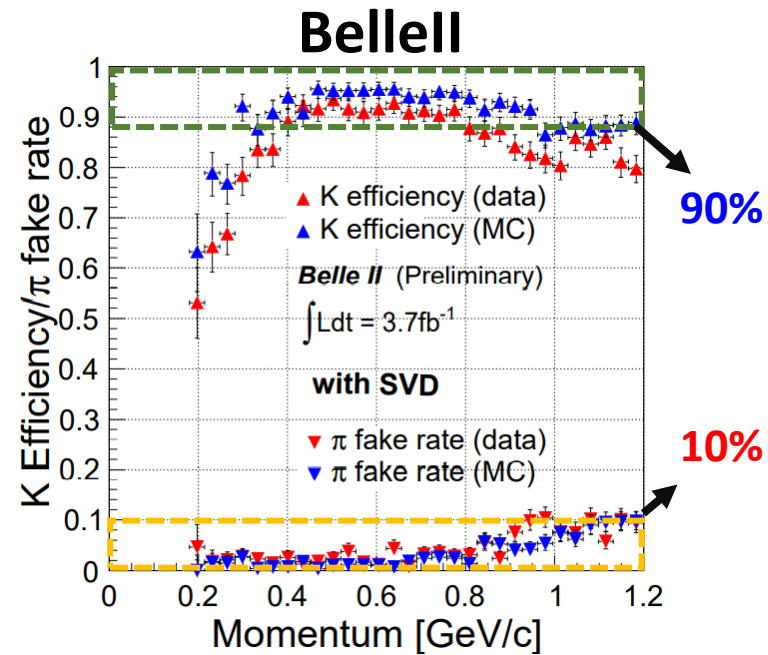 BelleII
K Efficiency/π fake rate
1
0.9
0.8
0.7
0.6
0.5
0.4
0.3
0.2
0.1
0
K efficiency (data)
K efficiency (MC)
Belle II (Preliminary)
∫Ldt = 3.7fb⁻¹
with SVD
π fake rate (data)
π fake rate (MC)
90%
10%
0 0.2 0.4 0.6 0.8 1 1.2
Momentum [GeV/c]